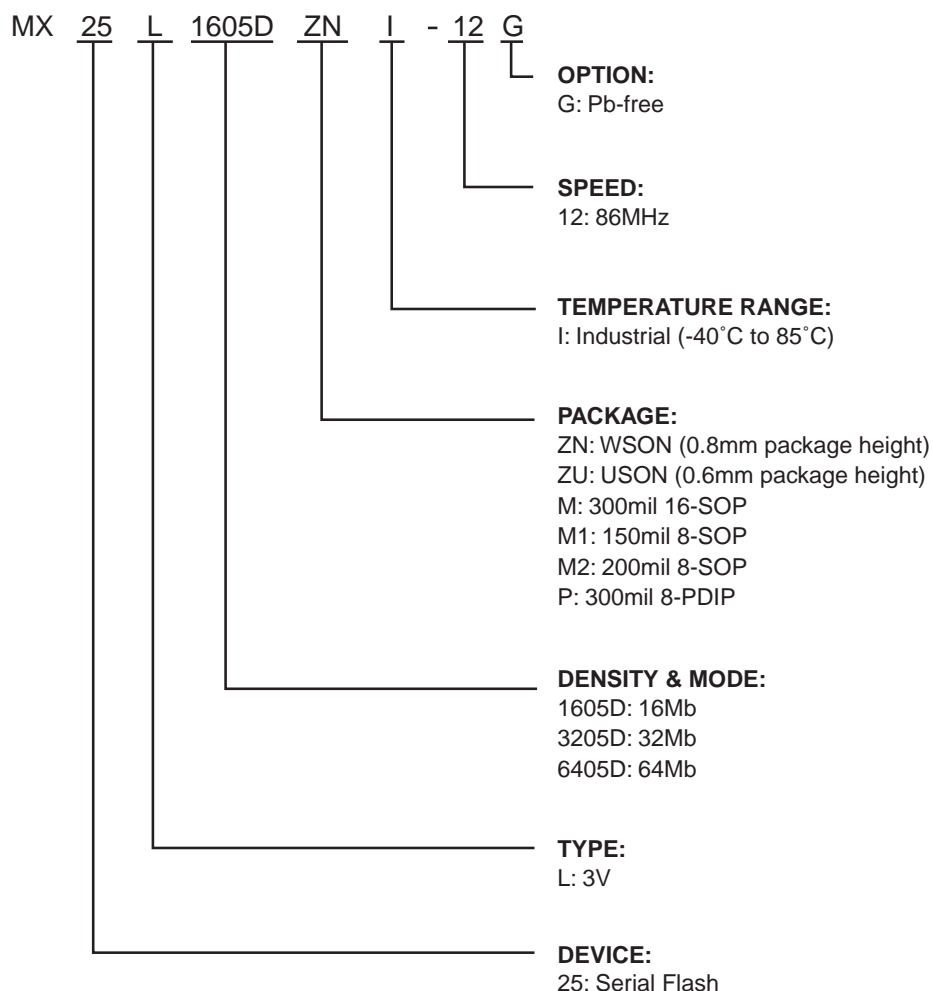 MX 25 L 1605D ZN I - 12 G
OPTION:
G: Pb-free
SPEED:
12: 86MHz
TEMPERATURE RANGE:
I: Industrial (-40˚C to 85˚C)
PACKAGE:
ZN: WSON (0.8mm package height)
ZU: USON (0.6mm package height)
M: 300mil 16-SOP
M1: 150mil 8-SOP
M2: 200mil 8-SOP
P: 300mil 8-PDIP
DENSITY & MODE:
1605D: 16Mb
3205D: 32Mb
6405D: 64Mb
TYPE:
L: 3V
DEVICE:
25: Serial Flash